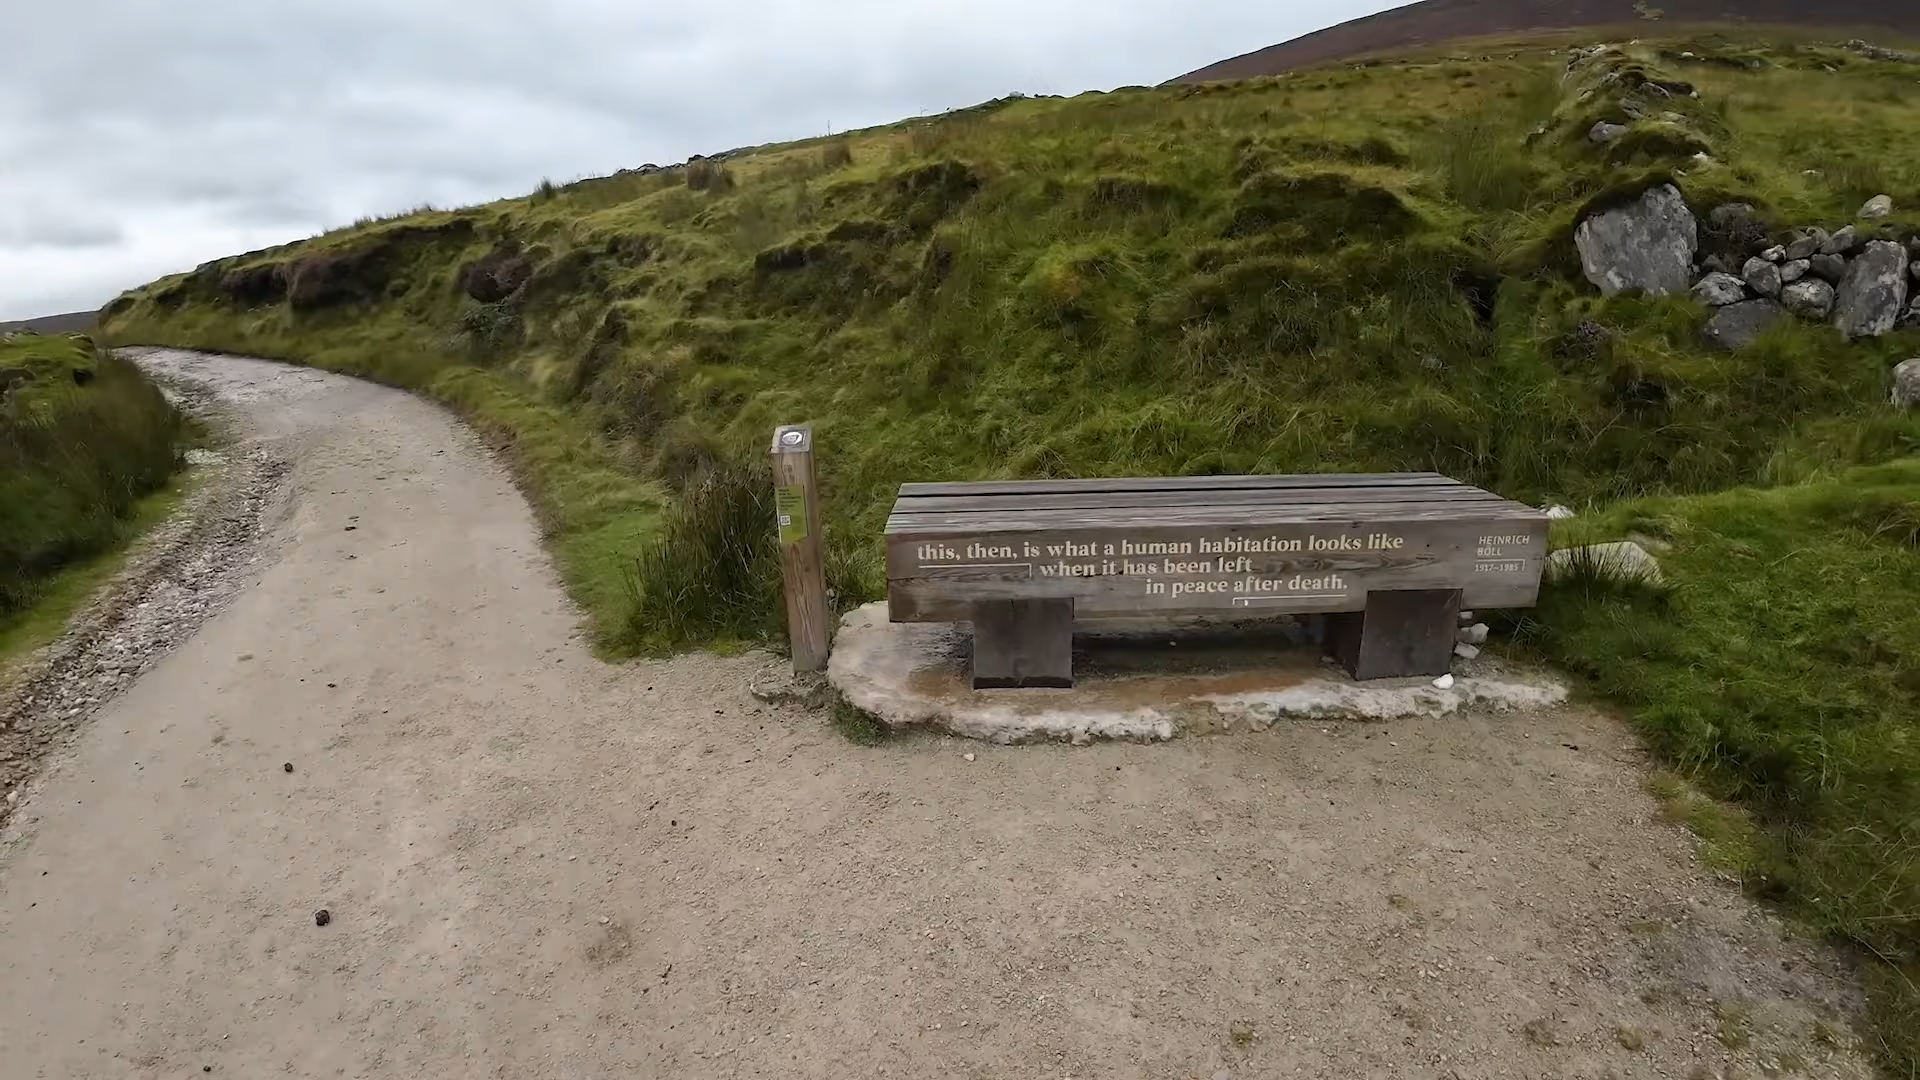 this, then, is what a human habitation looks like
when it has been left
in peace after death.
HEINRICH
BÖLL
1917–1985